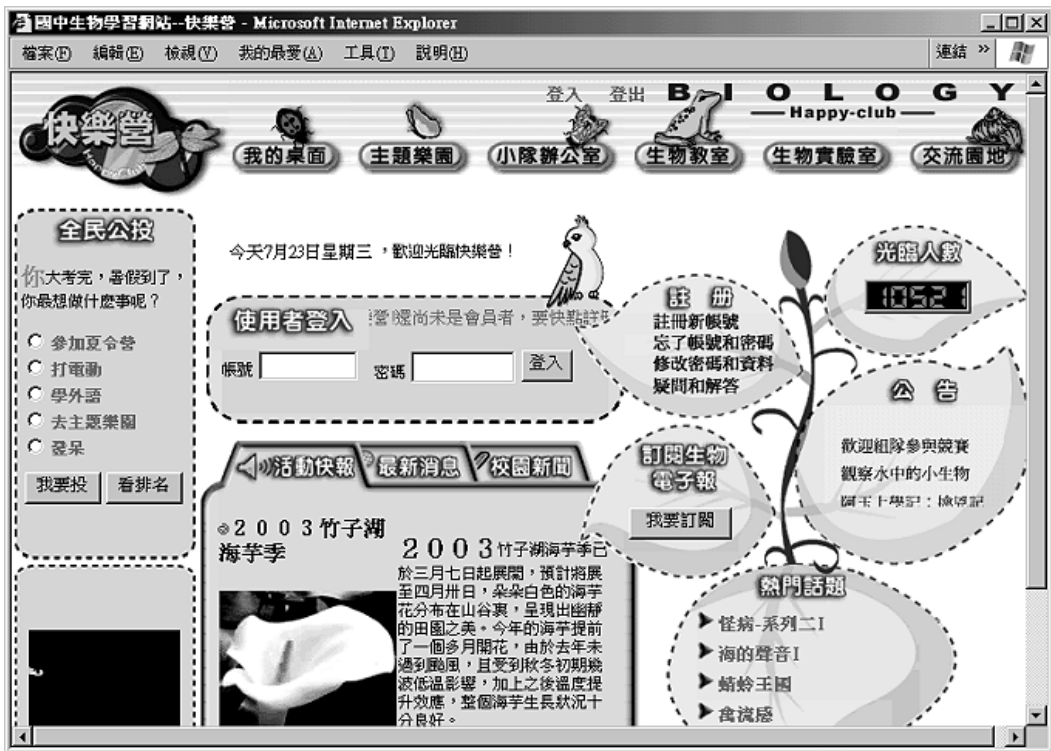 國中生物學習網站--快樂營 - Microsoft Internet Explorer
檔案(F) 編輯(E) 檢視(V) 我的最愛(A) 工具(T) 說明(H) 連結 »
登入 登出 BIOLOGY
Happy-club
快樂營
HappyClub
我的桌面 主題樂園 小隊辦公室 生物教室 生物實驗室 交流園地
全民公投
你大考完，暑假到了，
你最想做什麼事呢？
參加夏令營
打電動
學外語
去主題樂園
發呆
我要投 看排名
今天7月23日星期三 ，歡迎光臨快樂營！
使用者登入 營!還尚未是會員者，要快點註
帳號 密碼 登入
註 册
註冊新帳號
忘了帳號和密碼
修改密碼和資料
疑問和解答
光臨人數
10521
公 告
歡迎組隊參與競賽
觀察水中的小生物
訂閱生物
電子報
我要訂閱
活動快報 最新消息 校園新聞
２００３竹子湖
海芋季
２００３竹子湖海芋季已
於三月七日起展開，預計將展
至四月卅日，朵朵白色的海芋
花分布在山谷裏，呈現出幽靜
的田園之美。今年的海芋提前
了一個多月開花，由於去年未
過到颱風，且受到秋冬初期幾
波低溫影響，加上之後溫度提
升效應，整個海芋生長狀況十
分良好。
熱門話題
怪病-系列二I
海的聲音I
蜻蛉王國
禽流感